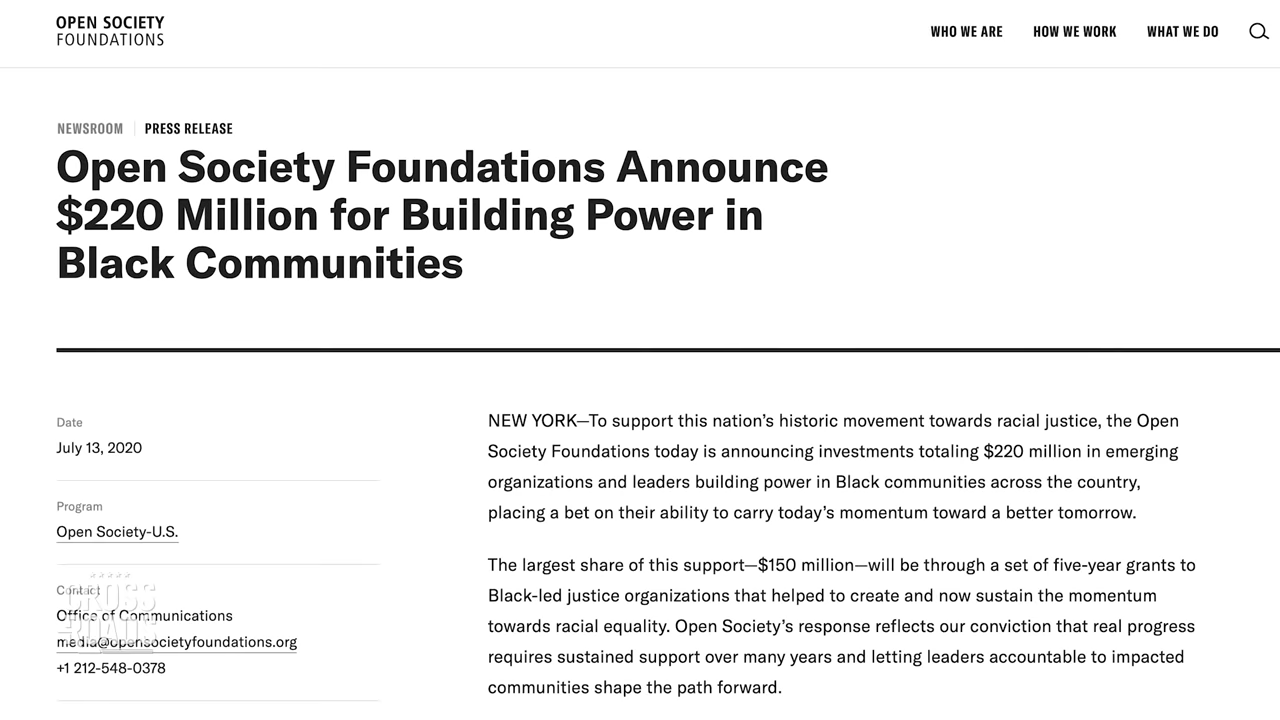 OPEN SOCIETY
FOUNDATIONS
WHO WE ARE
HOW WE WORK
WHAT WE DO
NEWSROOM
PRESS RELEASE
Open Society Foundations Announce
$220 Million for Building Power in
Black Communities
Date
July 13, 2020
Program
Open Society-U.S.
Contact
Office of Communications
media@opensocietyfoundations.org
+1 212-548-0378
CROSS
ROADS
NEW YORK—To support this nation’s historic movement towards racial justice, the Open
Society Foundations today is announcing investments totaling $220 million in emerging
organizations and leaders building power in Black communities across the country,
placing a bet on their ability to carry today’s momentum toward a better tomorrow.
The largest share of this support—$150 million—will be through a set of five-year grants to
Black-led justice organizations that helped to create and now sustain the momentum
towards racial equality. Open Society’s response reflects our conviction that real progress
requires sustained support over many years and letting leaders accountable to impacted
communities shape the path forward.